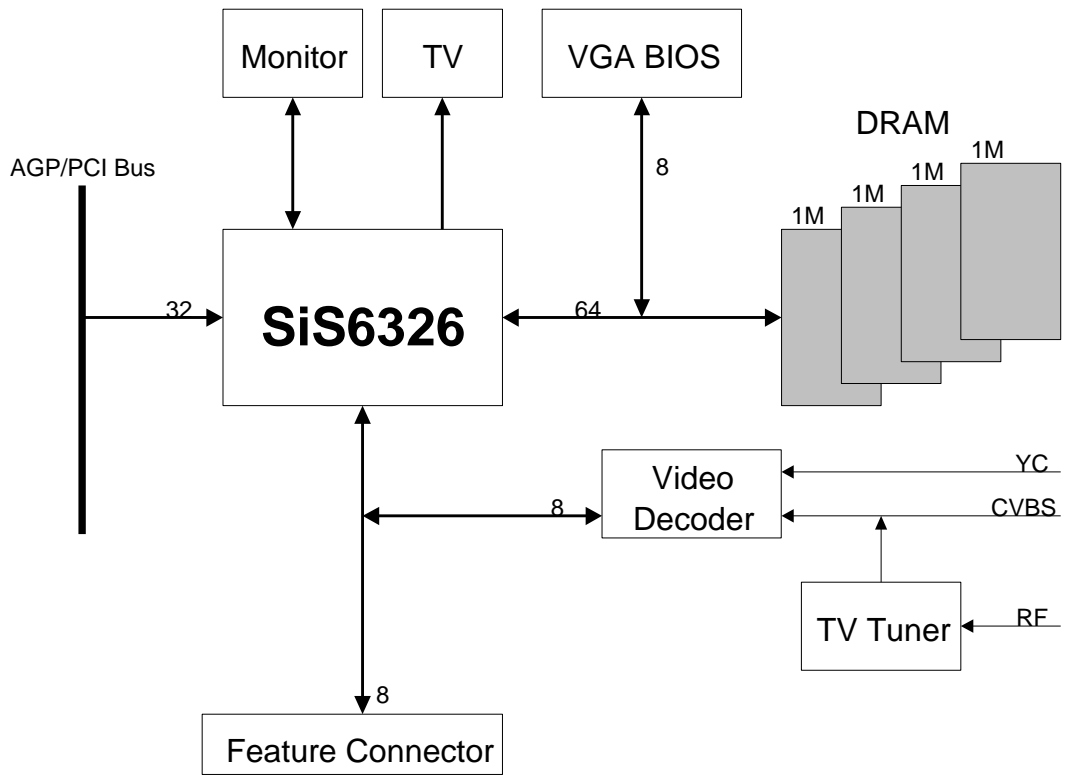 Monitor
TV
VGA BIOS
DRAM
AGP/PCI Bus
8
1M
1M
1M
1M
32
SiS6326
64
Video
Decoder
YC
8
CVBS
TV Tuner
RF
8
Feature Connector